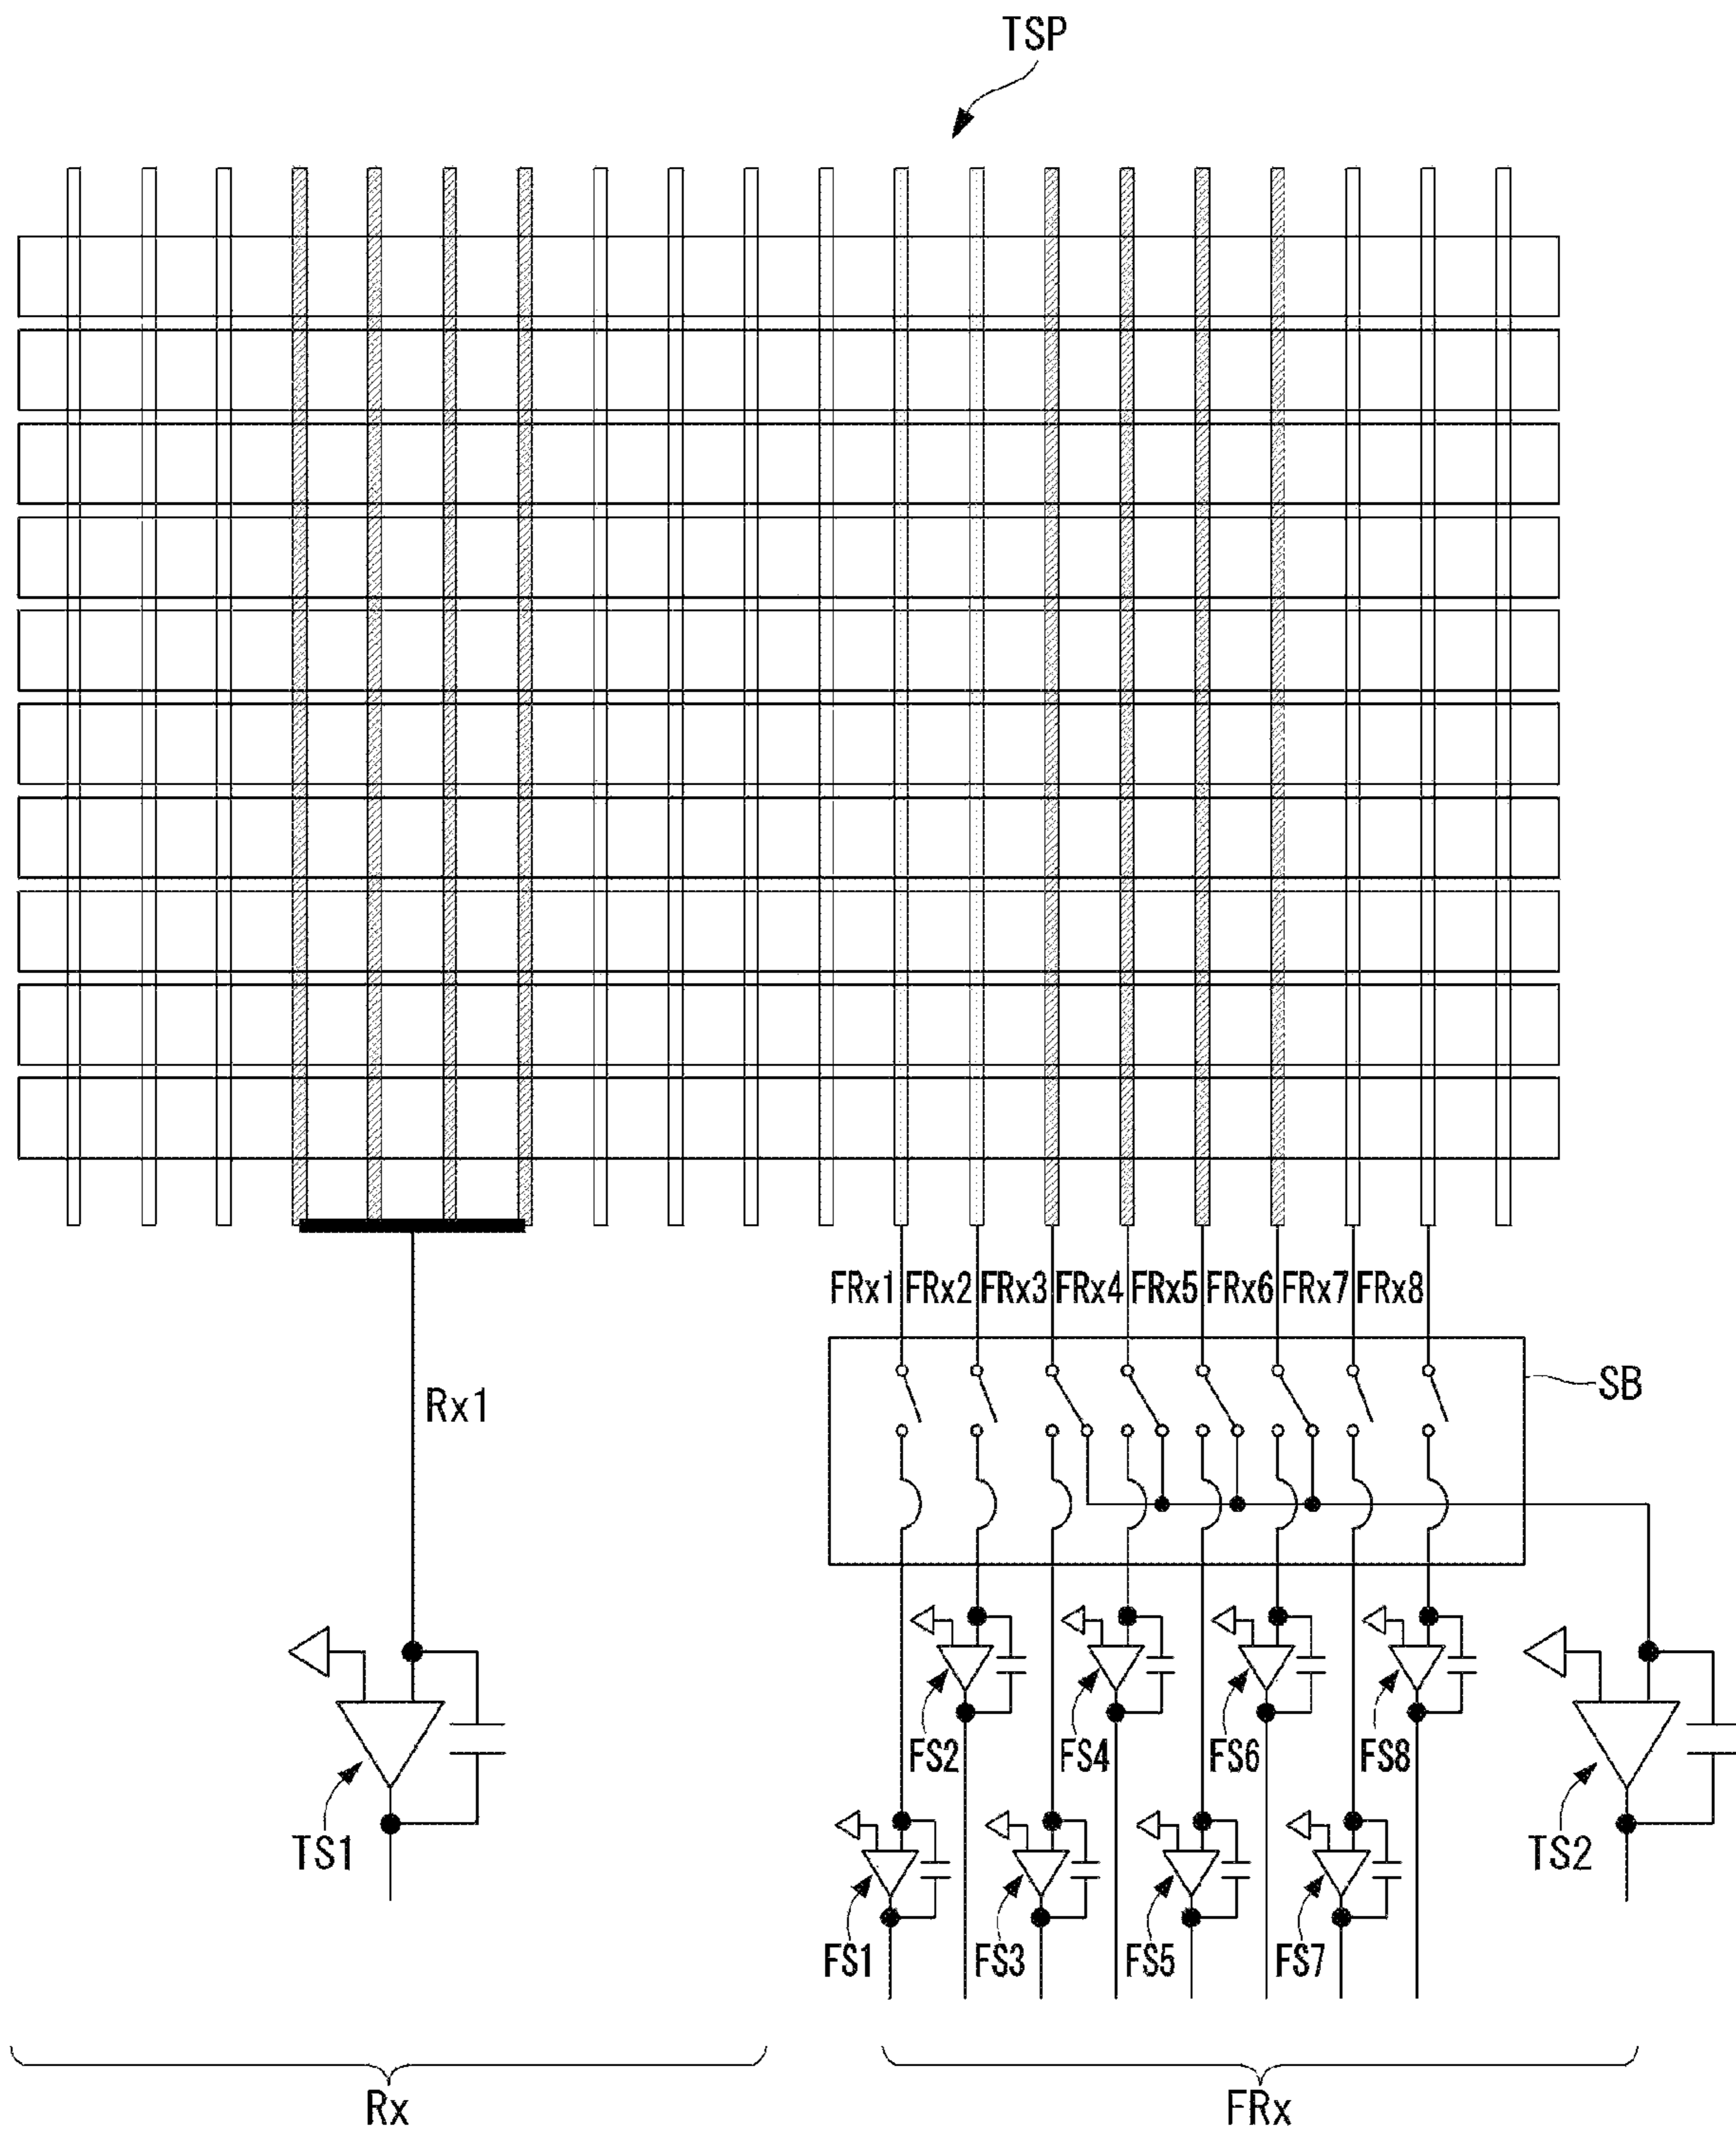 TSP
FRx1 FRx2 FRx3 FRx4 FRx5 FRx6 FRx7 FRx8
Rx1
SB
FS2 FS4 FS6 FS8
TS1
TS2
FS1 FS3 FS5 FS7
Rx
FRx